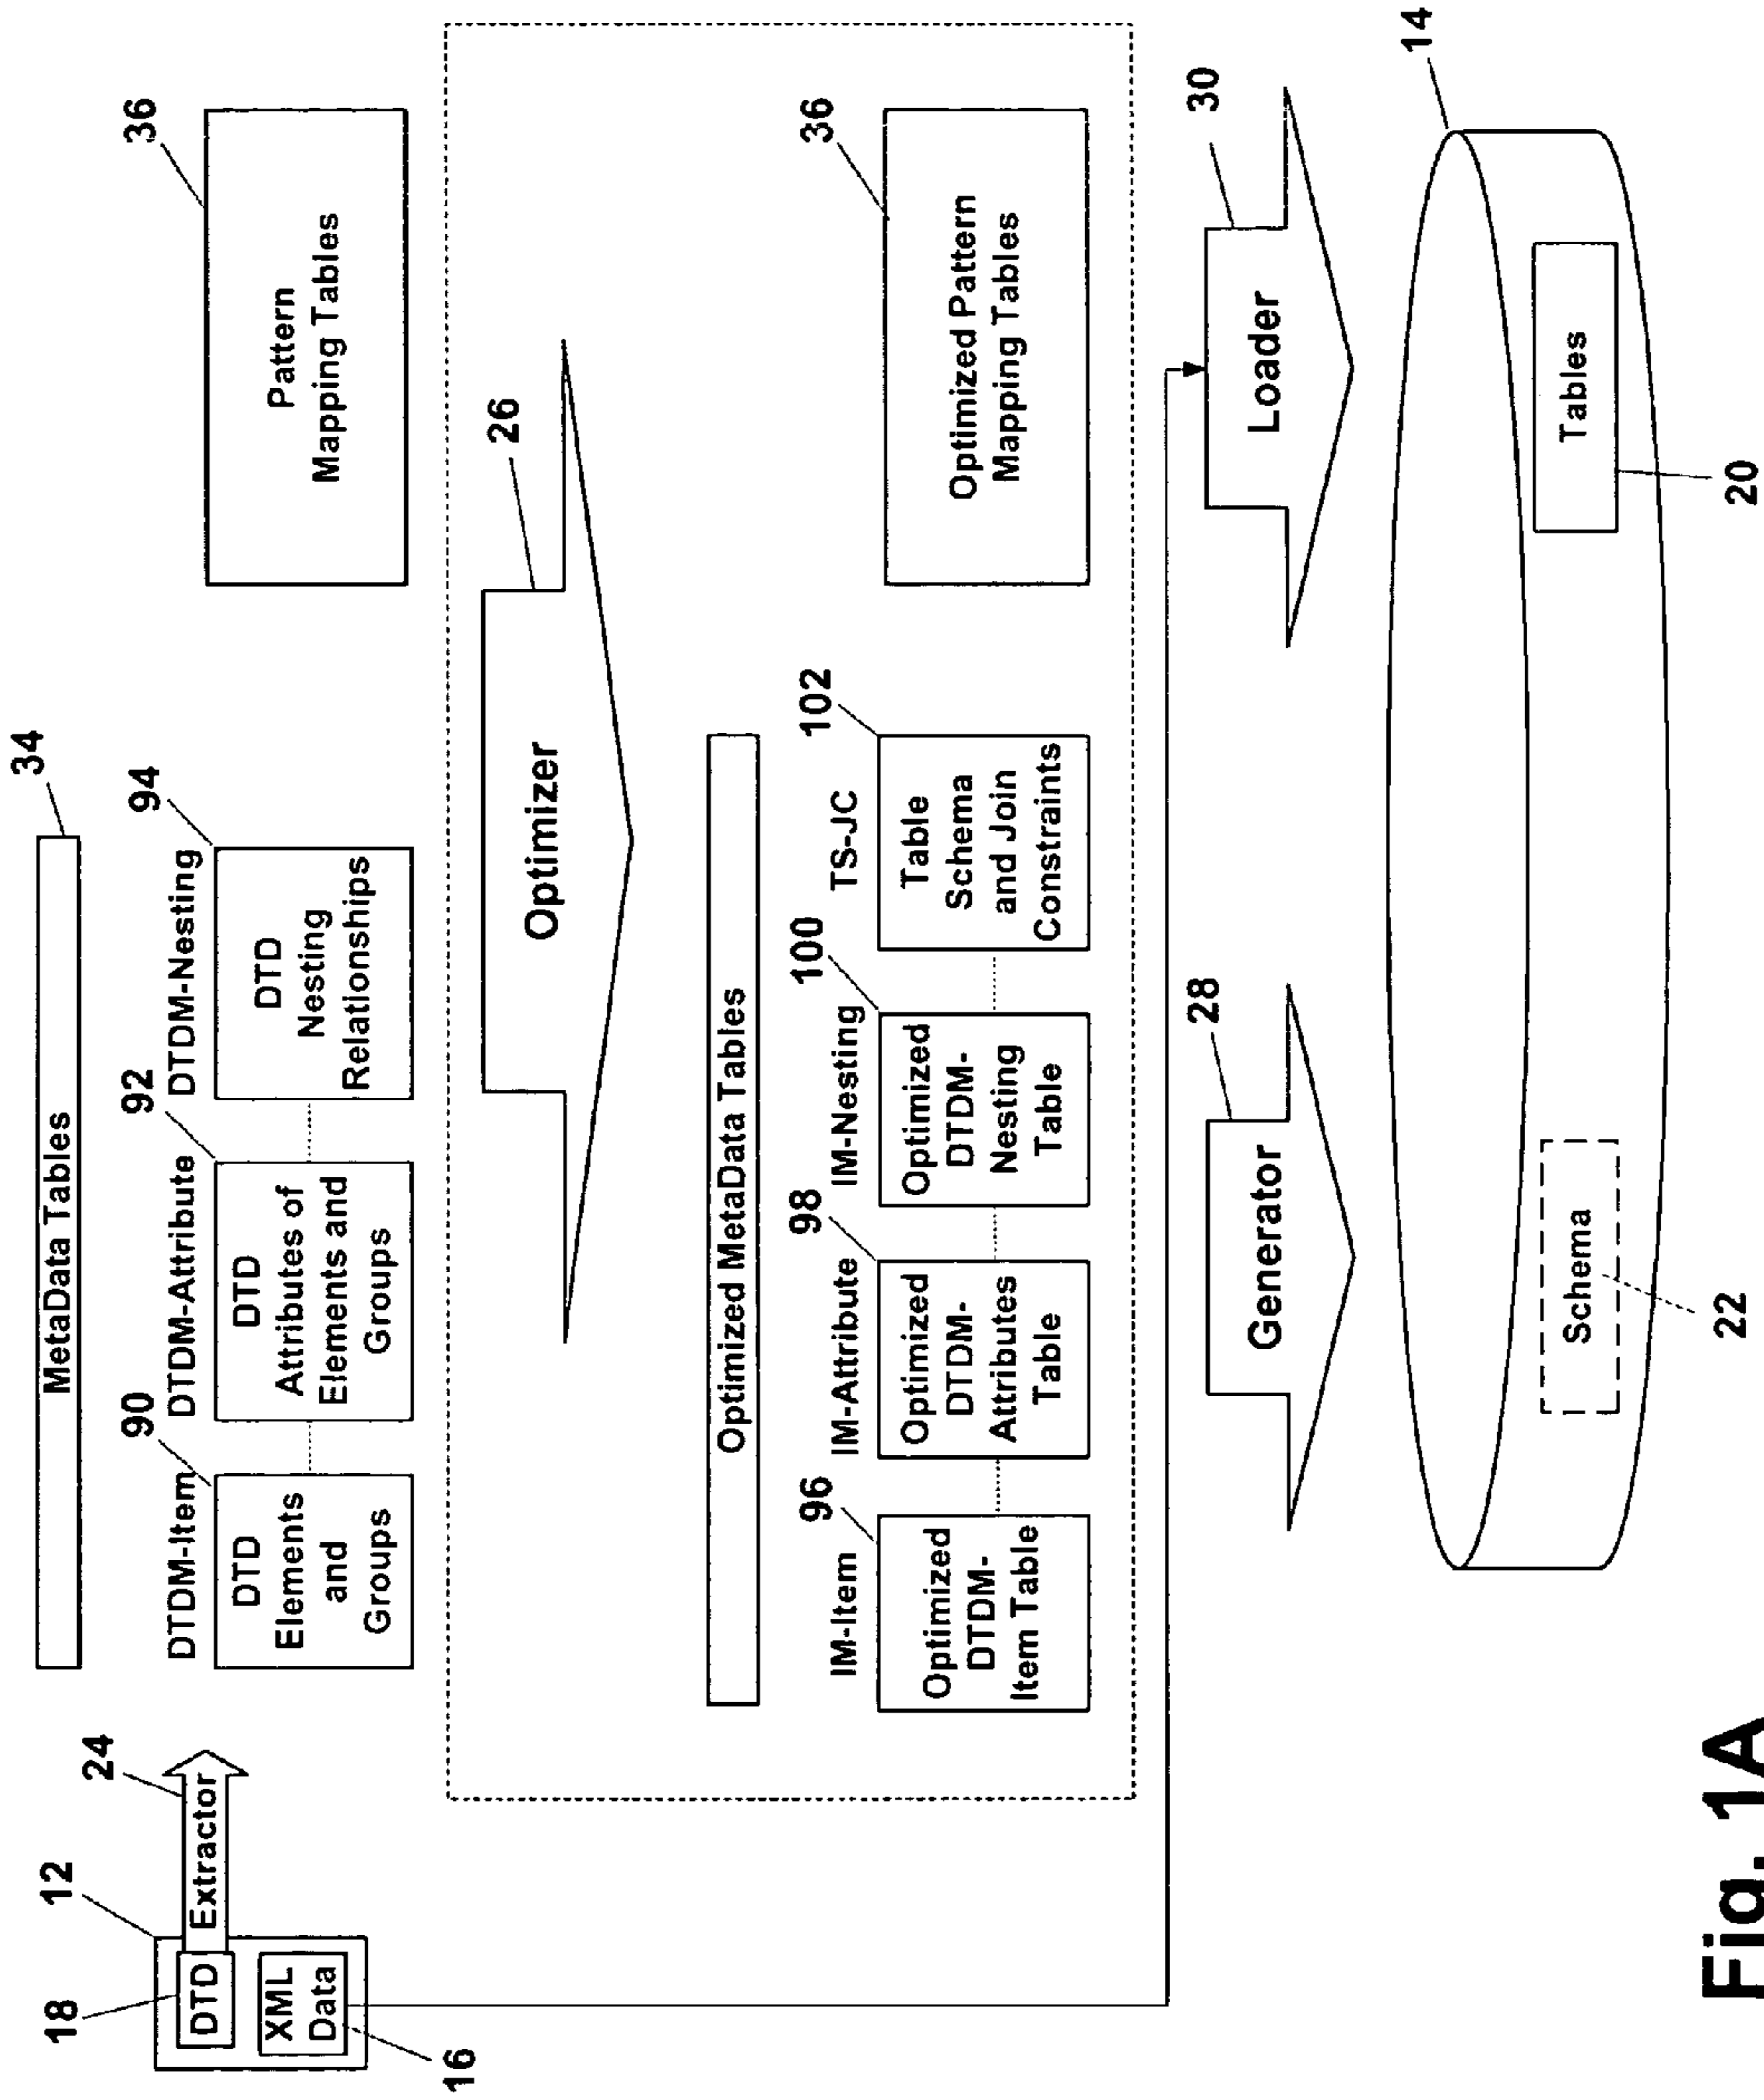 34
MetaData Tables
36
18
12
24
90
92
94
DTDM-Item
DTDM-Attribute
DTDM-Nesting
DTD
Extractor
XML
Data
16
DTD
Elements
and
Groups
DTD
Attributes of
Elements and
Groups
DTD
Nesting
Relationships
Pattern
Mapping Tables
26
Optimizer
Optimized MetaData Tables
96
98
100
102
36
IM-Item
IM-Attribute
IM-Nesting
TS-JC
Optimized
DTDM-
Item Table
Optimized
DTDM-
Attributes
Table
Optimized
DTDM-
Nesting
Table
Table
Schema
and Join
Constraints
Optimized Pattern
Mapping Tables
28
30
Generator
Loader
14
Schema
Tables
22
20
Fig. 1A